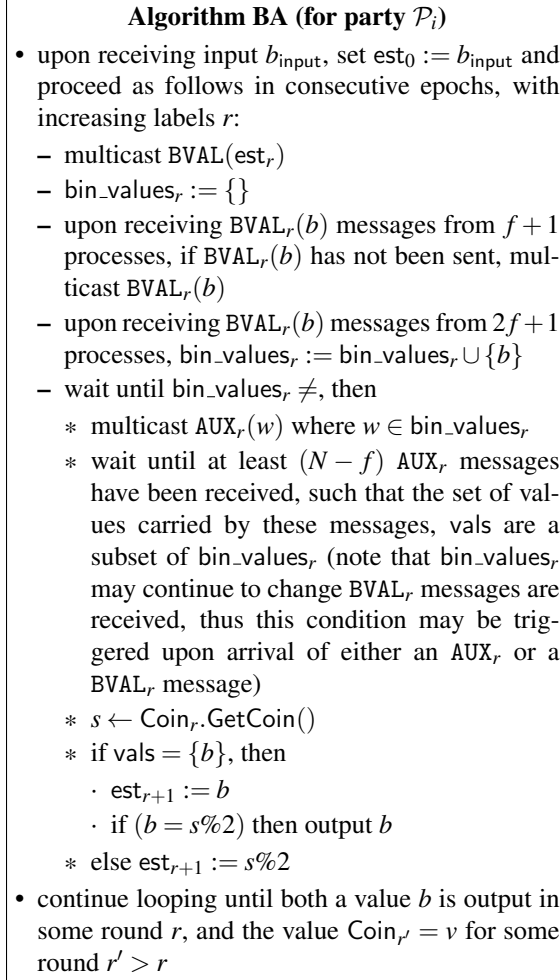 Algorithm BA (for party 𝒫ᵢ)
• upon receiving input b_input, set est₀ := b_input and
proceed as follows in consecutive epochs, with
increasing labels r:
– multicast BVAL(est_r)
– bin_values_r := {}
– upon receiving BVAL_r(b) messages from f + 1
processes, if BVAL_r(b) has not been sent, mul-
ticast BVAL_r(b)
– upon receiving BVAL_r(b) messages from 2f + 1
processes, bin_values_r := bin_values_r ∪ {b}
– wait until bin_values_r ≠, then
∗ multicast AUX_r(w) where w ∈ bin_values_r
∗ wait until at least (N − f) AUX_r messages
have been received, such that the set of val-
ues carried by these messages, vals are a
subset of bin_values_r (note that bin_values_r
may continue to change BVAL_r messages are
received, thus this condition may be trig-
gered upon arrival of either an AUX_r or a
BVAL_r message)
∗ s ← Coin_r.GetCoin()
∗ if vals = {b}, then
· est_{r+1} := b
· if (b = s%2) then output b
∗ else est_{r+1} := s%2
• continue looping until both a value b is output in
some round r, and the value Coin_{r′} = v for some
round r′ > r